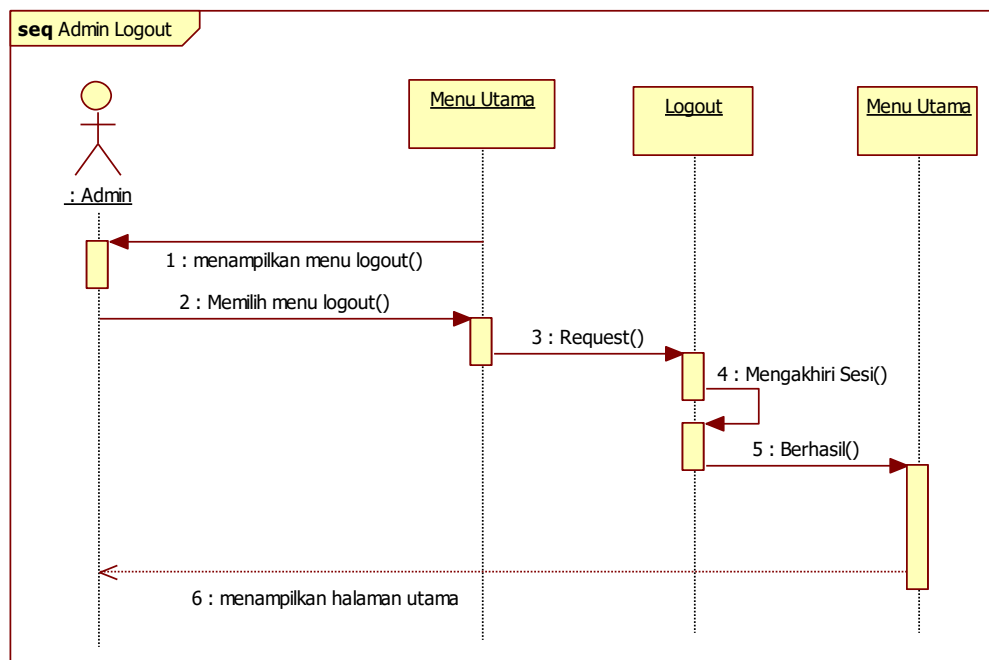 seq Admin Logout
Menu Utama
Logout
Menu Utama
: Admin
1 : menampilkan menu logout()
2 : Memilih menu logout()
3 : Request()
4 : Mengakhiri Sesi()
5 : Berhasil()
6 : menampilkan halaman utama